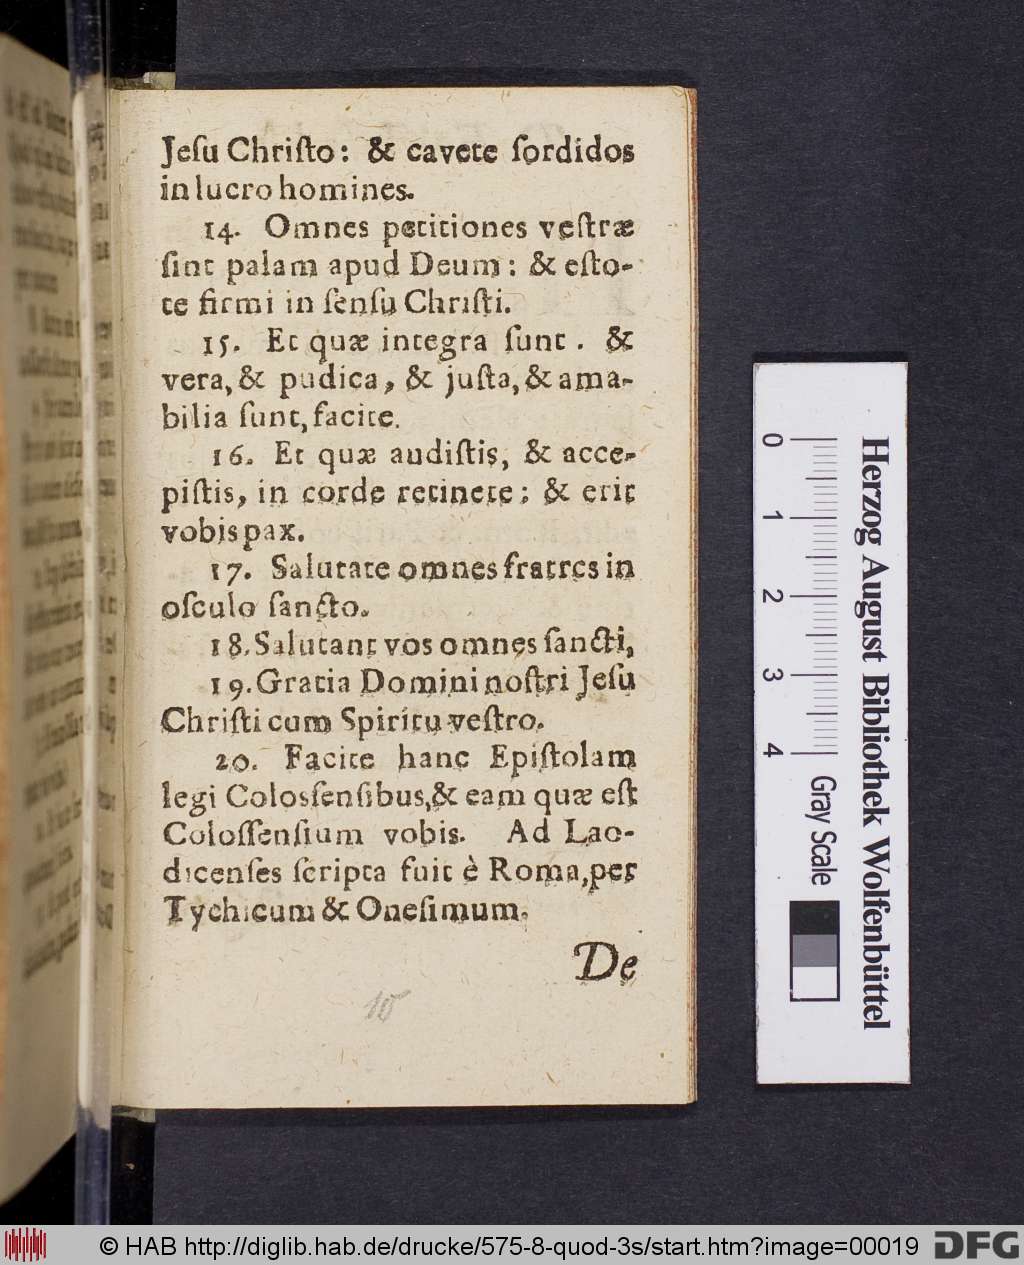 Jeſu Chriſto: & cavete ſordidos
in lucro homines.
14. Omnes petitiones veſtræ
ſint palam apud Deum: & eſto-
te firmi in ſenſu Chriſti.
15. Et quæ integra ſunt. &
vera, & pudica, & juſta, & ama-
bilia ſunt, facite.
16. Et quæ audiſtis, & acce-
piſtis, in corde retinete; & erit
vobis pax.
17. Salutate omnes fratres in
oſculo ſancto.
18. Salutant vos omnes ſancti,
19. Gratia Domini noſtri Jeſu
Chriſti cum Spiritu veſtro.
20. Facite hanc Epiſtolam
legi Colosſenſibus, & eam quæ eſt
Coloſſenſium vobis. Ad Lao-
dicenſes ſcripta fuit è Roma, per
Tychicum & Oneſimum.
De
10
Herzog August Bibliothek Wolfenbüttel
0 1 2 3 4 Gray Scale
© HAB http://diglib.hab.de/drucke/575-8-quod-3s/start.htm?image=00019
DFG